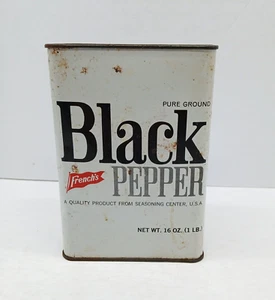 PURE GROUND
Black
French's
PEPPER
A QUALITY PRODUCT FROM SEASONING CENTER, U.S.A.
NET WT. 16 OZ. (1 LB.)